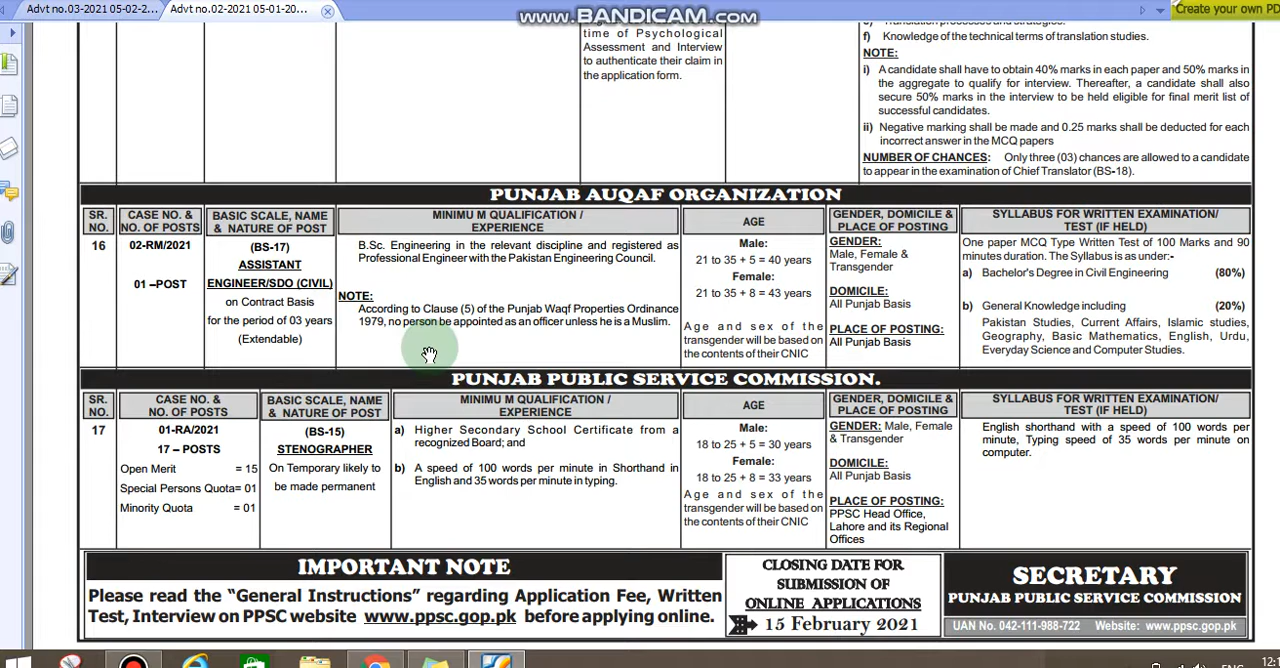 Advt no.03-2021 05-02-2...
Advt no.02-2021 05-01-20...
www.BANDICAM.com
Create your own PD
time of Psychological
Assessment and Interview
to authenticate their claim in
the application form.
f) Knowledge of the technical terms of translation studies.
NOTE:
i) A candidate shall have to obtain 40% marks in each paper and 50% marks in
the aggregate to qualify for interview. Thereafter, a candidate shall also
secure 50% marks in the interview to be held eligible for final merit list of
successful candidates.
ii) Negative marking shall be made and 0.25 marks shall be deducted for each
incorrect answer in the MCQ papers
NUMBER OF CHANCES: Only three (03) chances are allowed to a candidate
to appear in the examination of Chief Translator (BS-18).
PUNJAB AUQAF ORGANIZATION
SR.
NO.
CASE NO. &
NO. OF POSTS
BASIC SCALE, NAME
& NATURE OF POST
MINIMU M QUALIFICATION /
EXPERIENCE
AGE
GENDER, DOMICILE &
PLACE OF POSTING
SYLLABUS FOR WRITTEN EXAMINATION/
TEST (IF HELD)
16
02-RM/2021
01 –POST
(BS-17)
ASSISTANT
ENGINEER/SDO (CIVIL)
on Contract Basis
for the period of 03 years
(Extendable)
B.Sc. Engineering in the relevant discipline and registered as
Professional Engineer with the Pakistan Engineering Council.
NOTE:
According to Clause (5) of the Punjab Waqf Properties Ordinance
1979, no person be appointed as an officer unless he is a Muslim.
Male:
21 to 35 + 5 = 40 years
Female:
21 to 35 + 8 = 43 years
Age and sex of the
transgender will be based on
the contents of their CNIC
GENDER:
Male, Female &
Transgender
DOMICILE:
All Punjab Basis
PLACE OF POSTING:
All Punjab Basis
One paper MCQ Type Written Test of 100 Marks and 90
minutes duration. The Syllabus is as under:-
a) Bachelor's Degree in Civil Engineering (80%)
b) General Knowledge including (20%)
Pakistan Studies, Current Affairs, Islamic studies,
Geography, Basic Mathematics, English, Urdu,
Everyday Science and Computer Studies.
PUNJAB PUBLIC SERVICE COMMISSION.
SR.
NO.
CASE NO. &
NO. OF POSTS
BASIC SCALE, NAME
& NATURE OF POST
MINIMU M QUALIFICATION /
EXPERIENCE
AGE
GENDER, DOMICILE &
PLACE OF POSTING
SYLLABUS FOR WRITTEN EXAMINATION/
TEST (IF HELD)
17
01-RA/2021
17 – POSTS
Open Merit = 15
Special Persons Quota= 01
Minority Quota = 01
(BS-15)
STENOGRAPHER
On Temporary likely to
be made permanent
a) Higher Secondary School Certificate from a
recognized Board; and
b) A speed of 100 words per minute in Shorthand in
English and 35 words per minute in typing.
Male:
18 to 25 + 5 = 30 years
Female:
18 to 25 + 8 = 33 years
Age and sex of the
transgender will be based on
the contents of their CNIC
GENDER: Male, Female
& Transgender
DOMICILE:
All Punjab Basis
PLACE OF POSTING:
PPSC Head Office,
Lahore and its Regional
Offices
English shorthand with a speed of 100 words per
minute, Typing speed of 35 words per minute on
computer.
IMPORTANT NOTE
Please read the “General Instructions” regarding Application Fee, Written
Test, Interview on PPSC website www.ppsc.gop.pk before applying online.
CLOSING DATE FOR
SUBMISSION OF
ONLINE APPLICATIONS
15 February 2021
SECRETARY
PUNJAB PUBLIC SERVICE COMMISSION
UAN No. 042-111-988-722 Website: www.ppsc.gop.pk